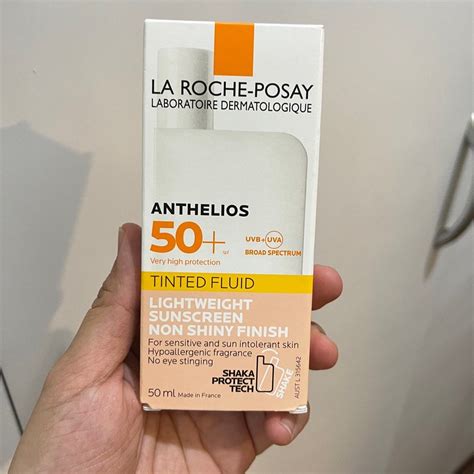 LA ROCHE-POSAY
LABORATOIRE DERMATOLOGIQUE
ANTHELIOS
50+
UVB+UVA
BROAD SPECTRUM
Very high protection
TINTED FLUID
LIGHTWEIGHT
SUNSCREEN
NON SHINY FINISH
For sensitive and sun intolerant skin
Hypoallergenic fragrance
No eye stinging
SHAKA
PROTECT
TECH
SHAKE
50 ml Made in France
AUST L 315642